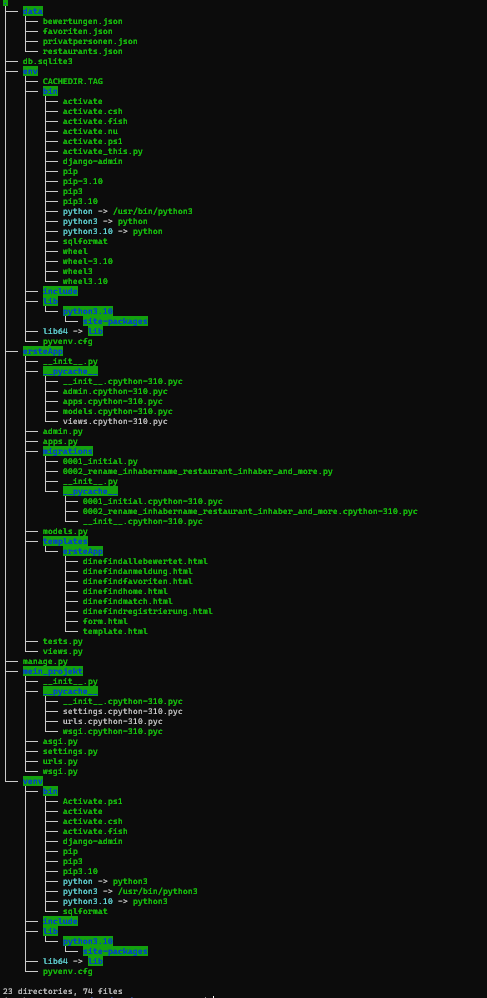 .
├── data
│   ├── bewertungen.json
│   ├── favoriten.json
│   ├── privatpersonen.json
│   └── restaurants.json
├── db.sqlite3
├── env
│   ├── CACHEDIR.TAG
│   ├── bin
│   │   ├── activate
│   │   ├── activate.csh
│   │   ├── activate.fish
│   │   ├── activate.nu
│   │   ├── activate.ps1
│   │   ├── activate_this.py
│   │   ├── django-admin
│   │   ├── pip
│   │   ├── pip-3.10
│   │   ├── pip3
│   │   ├── pip3.10
│   │   ├── python -> /usr/bin/python3
│   │   ├── python3 -> python
│   │   ├── python3.10 -> python
│   │   ├── sqlformat
│   │   ├── wheel
│   │   ├── wheel-3.10
│   │   ├── wheel3
│   │   └── wheel3.10
│   ├── include
│   ├── lib
│   │   └── python3.10
│   │       └── site-packages
│   ├── lib64 -> lib
│   └── pyvenv.cfg
├── ersteApp
│   ├── __init__.py
│   ├── __pycache__
│   │   ├── __init__.cpython-310.pyc
│   │   ├── admin.cpython-310.pyc
│   │   ├── apps.cpython-310.pyc
│   │   ├── models.cpython-310.pyc
│   │   └── views.cpython-310.pyc
│   ├── admin.py
│   ├── apps.py
│   ├── migrations
│   │   ├── 0001_initial.py
│   │   ├── 0002_rename_inhabername_restaurant_inhaber_and_more.py
│   │   ├── __init__.py
│   │   └── __pycache__
│   │       ├── 0001_initial.cpython-310.pyc
│   │       ├── 0002_rename_inhabername_restaurant_inhaber_and_more.cpython-310.pyc
│   │       └── __init__.cpython-310.pyc
│   ├── models.py
│   ├── templates
│   │   └── ersteApp
│   │       ├── dinefindallebewertet.html
│   │       ├── dinefindanmeldung.html
│   │       ├── dinefindfavoriten.html
│   │       ├── dinefindhome.html
│   │       ├── dinefindmatch.html
│   │       ├── dinefindregistrierung.html
│   │       ├── form.html
│   │       └── template.html
│   ├── tests.py
│   └── views.py
├── manage.py
├── mein_projekt
│   ├── __init__.py
│   ├── __pycache__
│   │   ├── __init__.cpython-310.pyc
│   │   ├── settings.cpython-310.pyc
│   │   ├── urls.cpython-310.pyc
│   │   └── wsgi.cpython-310.pyc
│   ├── asgi.py
│   ├── settings.py
│   ├── urls.py
│   └── wsgi.py
└── venv
    ├── bin
    │   ├── Activate.ps1
    │   ├── activate
    │   ├── activate.csh
    │   ├── activate.fish
    │   ├── django-admin
    │   ├── pip
    │   ├── pip3
    │   ├── pip3.10
    │   ├── python -> python3
    │   ├── python3 -> /usr/bin/python3
    │   ├── python3.10 -> python3
    │   └── sqlformat
    ├── include
    ├── lib
    │   └── python3.10
    │       └── site-packages
    ├── lib64 -> lib
    └── pyvenv.cfg
23 directories, 74 files